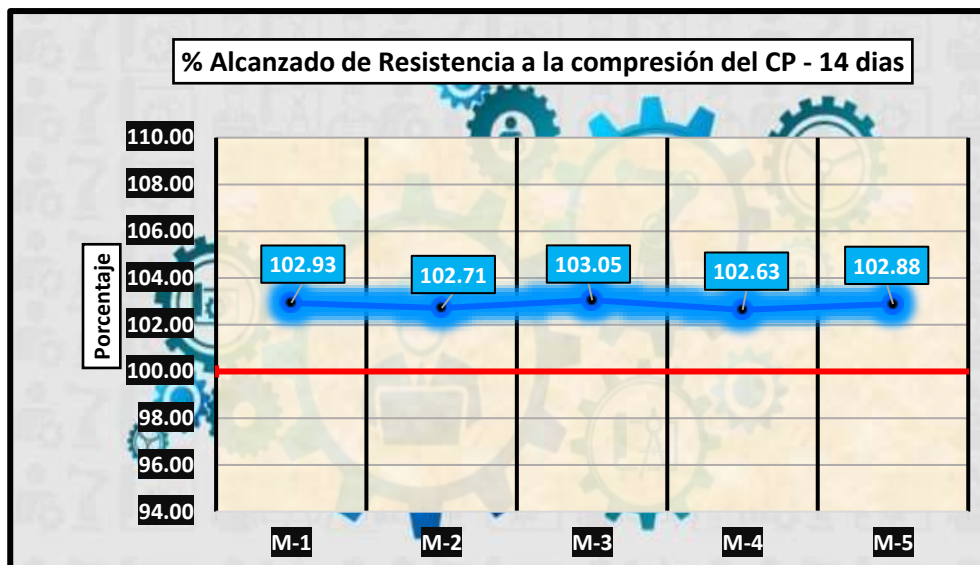 % Alcanzado de Resistencia a la compresión del CP - 14 dias
Porcentaje
110.00
108.00
106.00
104.00
102.00
100.00
98.00
96.00
94.00
102.93
102.71
103.05
102.63
102.88
M-1
M-2
M-3
M-4
M-5